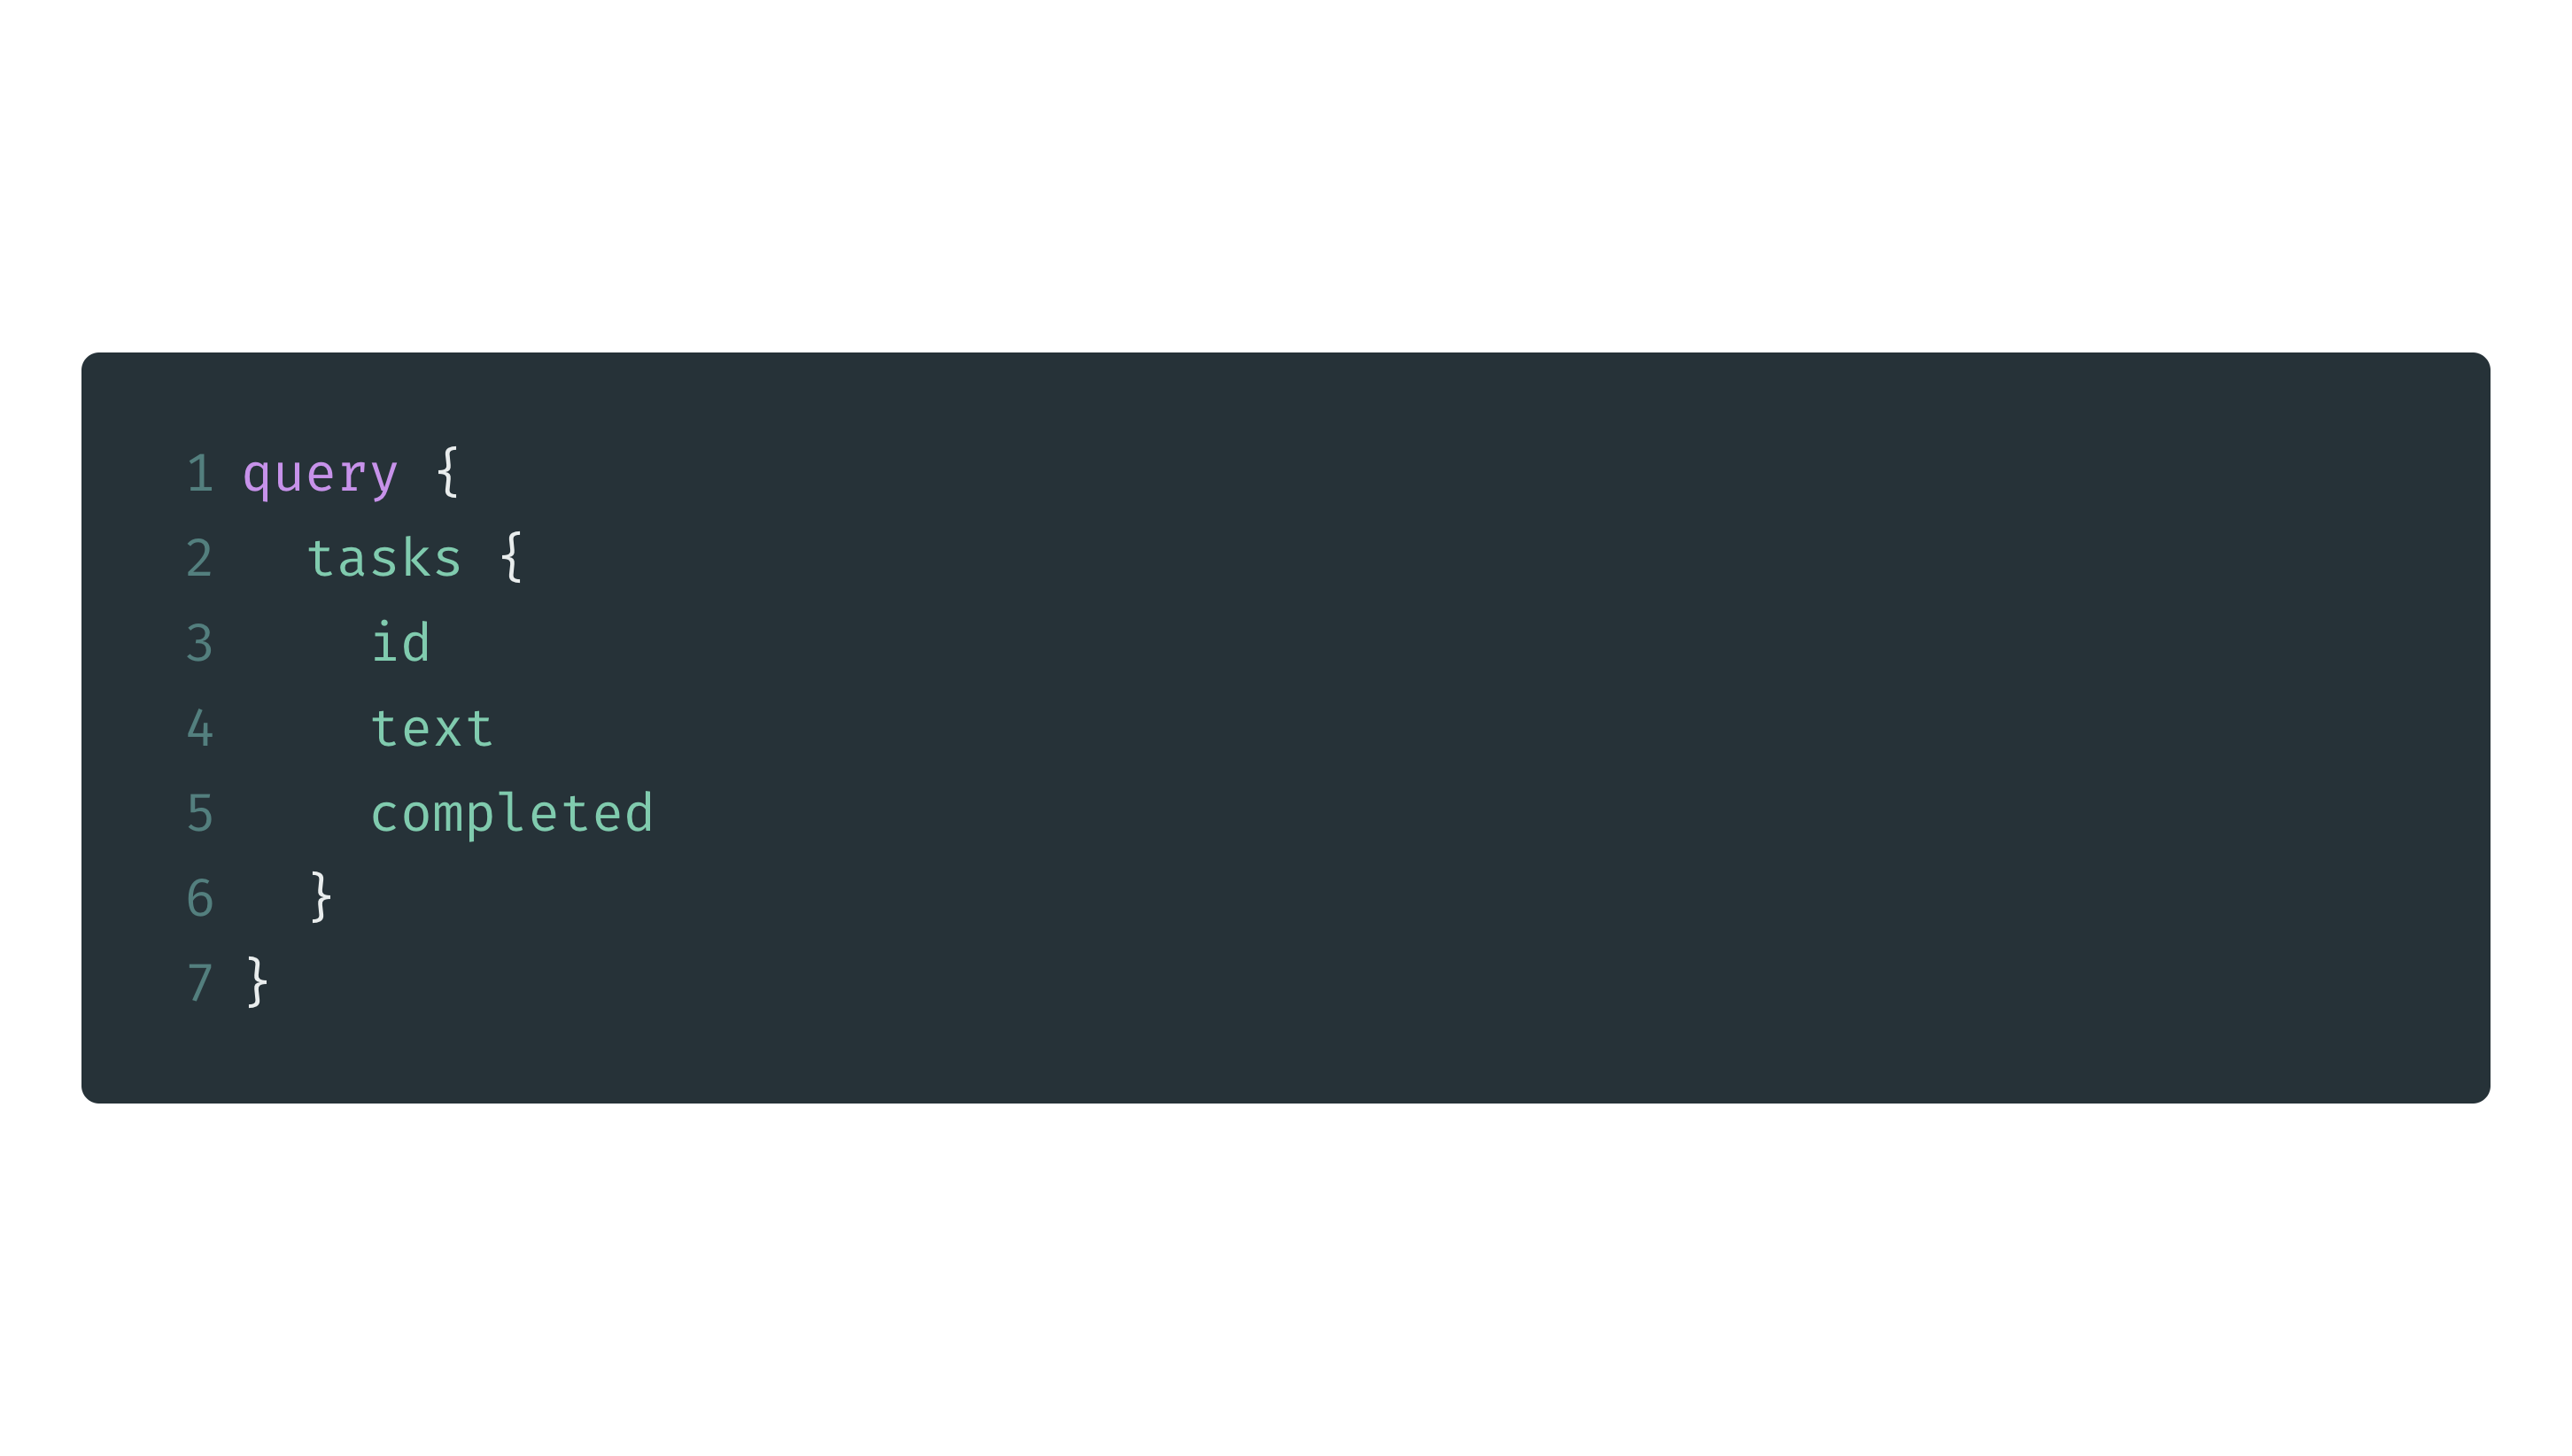 1 query {
2   tasks {
3     id
4     text
5     completed
6   }
7 }